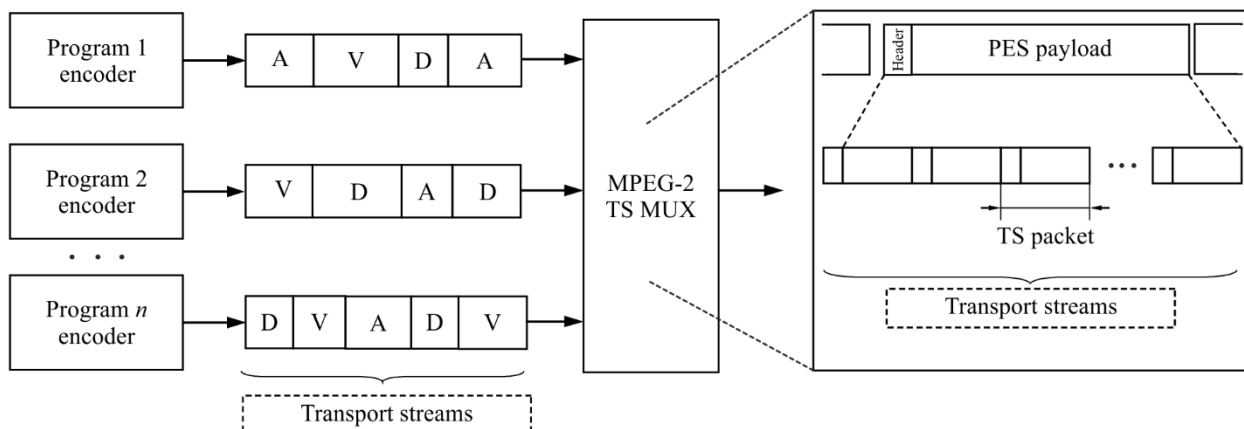 Program 1
encoder
A V D A
Program 2
encoder
V D A D
. . .
Program n
encoder
D V A D V
Transport streams
MPEG-2
TS MUX
Header
PES payload
...
TS packet
Transport streams